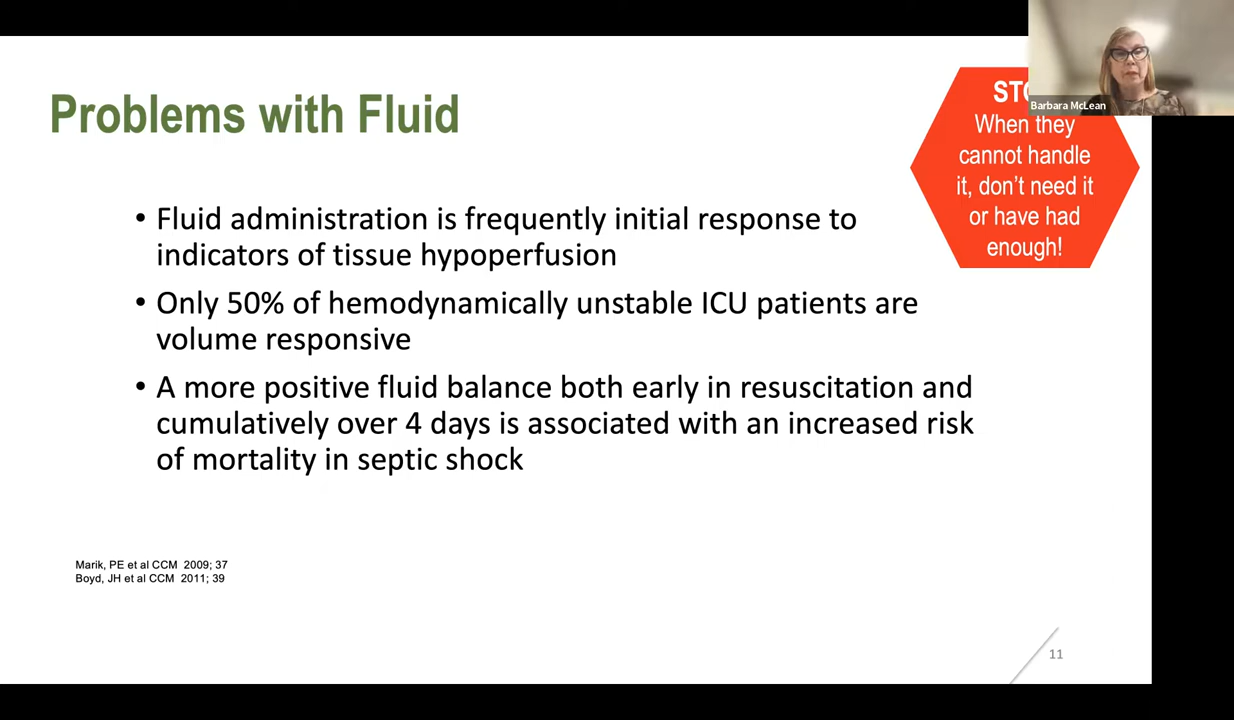 Problems with Fluid
When they
cannot handle
it, don't need it
or have had
enough!
Barbara McLean
• Fluid administration is frequently initial response to
indicators of tissue hypoperfusion
• Only 50% of hemodynamically unstable ICU patients are
volume responsive
• A more positive fluid balance both early in resuscitation and
cumulatively over 4 days is associated with an increased risk
of mortality in septic shock
Marik, PE et al CCM 2009; 37
Boyd, JH et al CCM 2011; 39
11